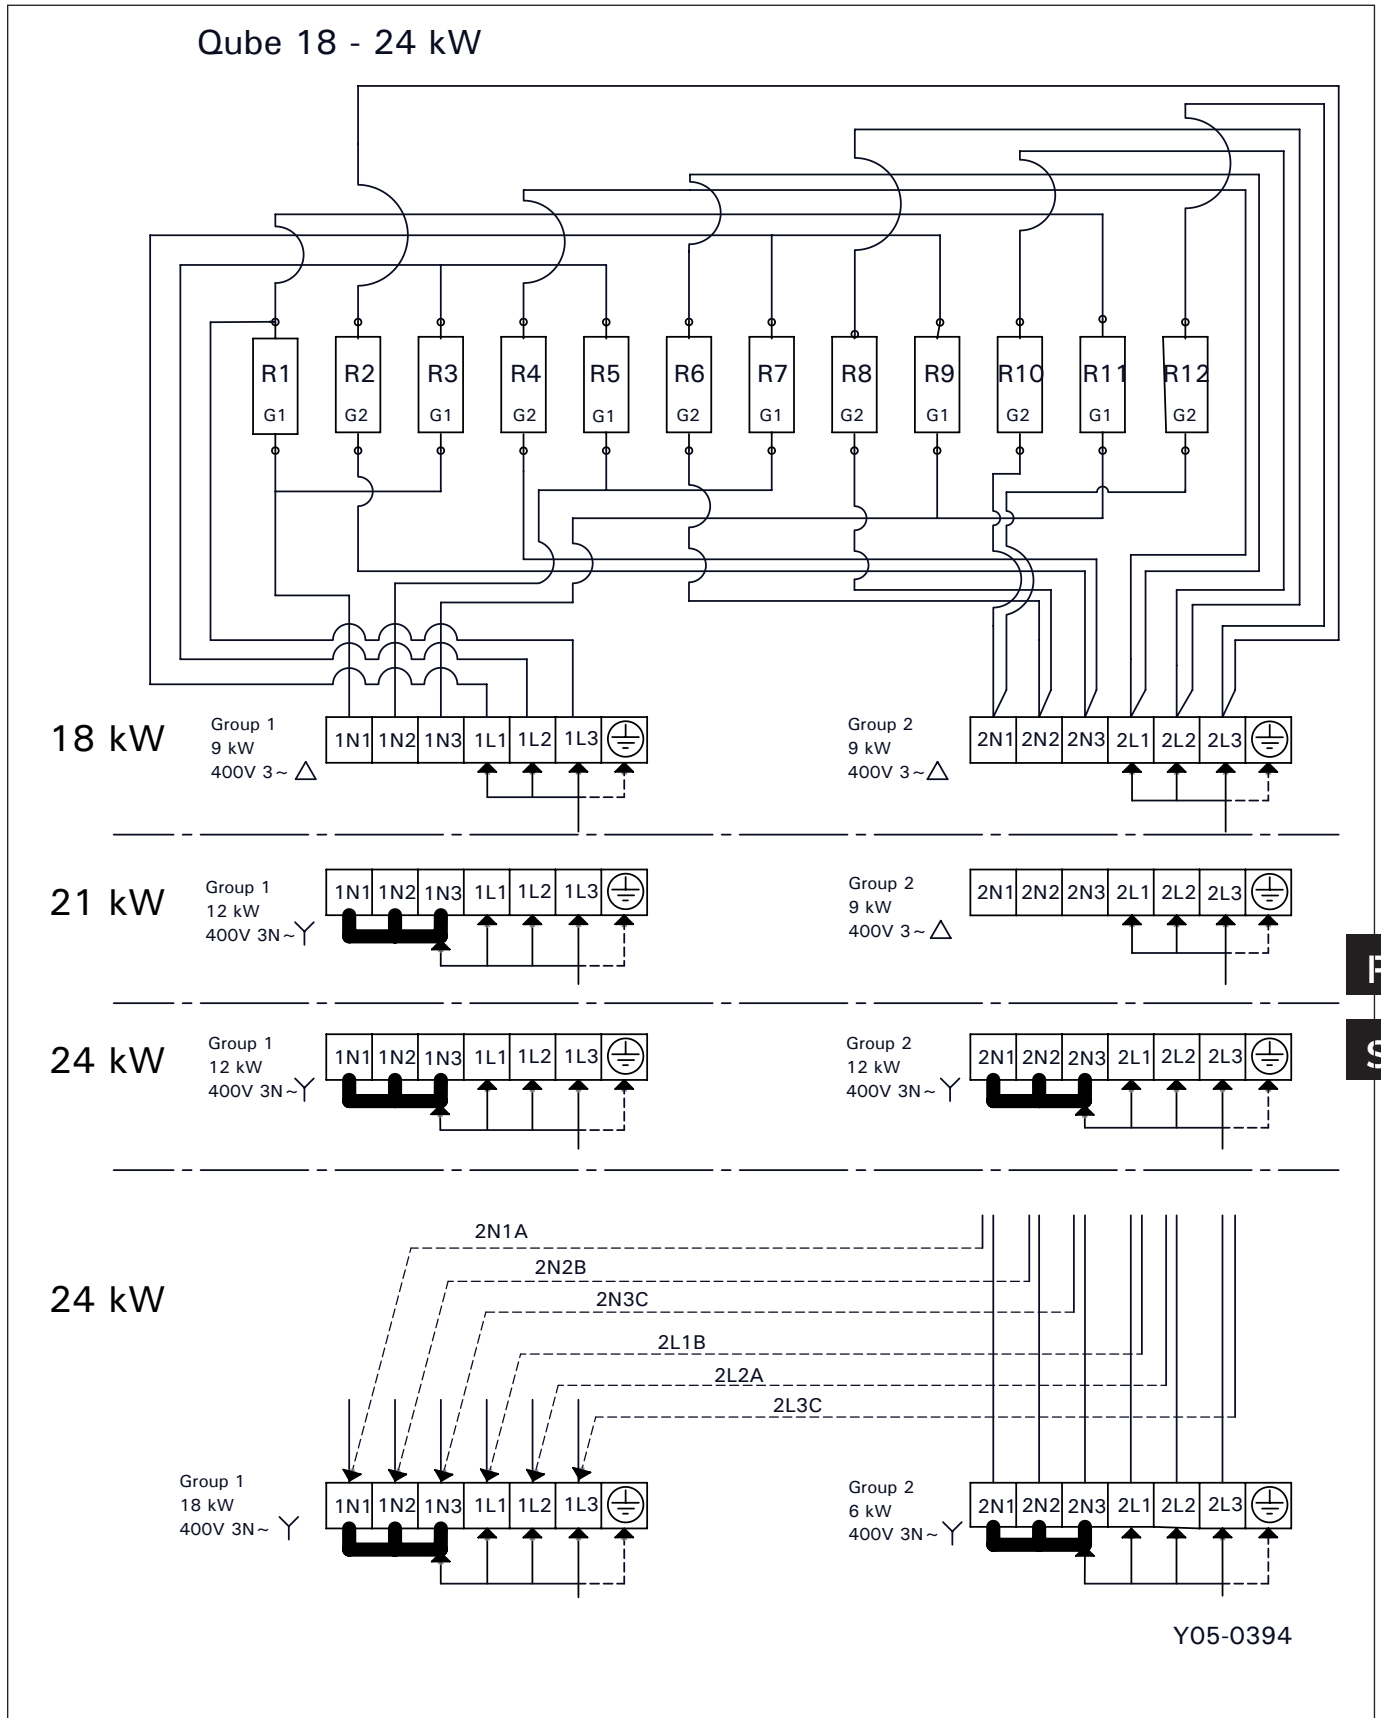 Qube 18 - 24 kW
R1 R2 R3 R4 R5 R6 R7 R8 R9 R10 R11 R12
G1 G2 G1 G2 G1 G2 G1 G2 G1 G2 G1 G2
18 kW
Group 1
9 kW
400V 3~
1N1 1N2 1N3 1L1 1L2 1L3
Group 2
9 kW
400V 3~
2N1 2N2 2N3 2L1 2L2 2L3
21 kW
Group 1
12 kW
400V 3N~
1N1 1N2 1N3 1L1 1L2 1L3
Group 2
9 kW
400V 3~
2N1 2N2 2N3 2L1 2L2 2L3
24 kW
Group 1
12 kW
400V 3N~
1N1 1N2 1N3 1L1 1L2 1L3
Group 2
12 kW
400V 3N~
2N1 2N2 2N3 2L1 2L2 2L3
S
24 kW
2N1A
2N2B
2N3C
2L1B
2L2A
2L3C
Group 1
18 kW
400V 3N~
1N1 1N2 1N3 1L1 1L2 1L3
Group 2
6 kW
400V 3N~
2N1 2N2 2N3 2L1 2L2 2L3
Y05-0394